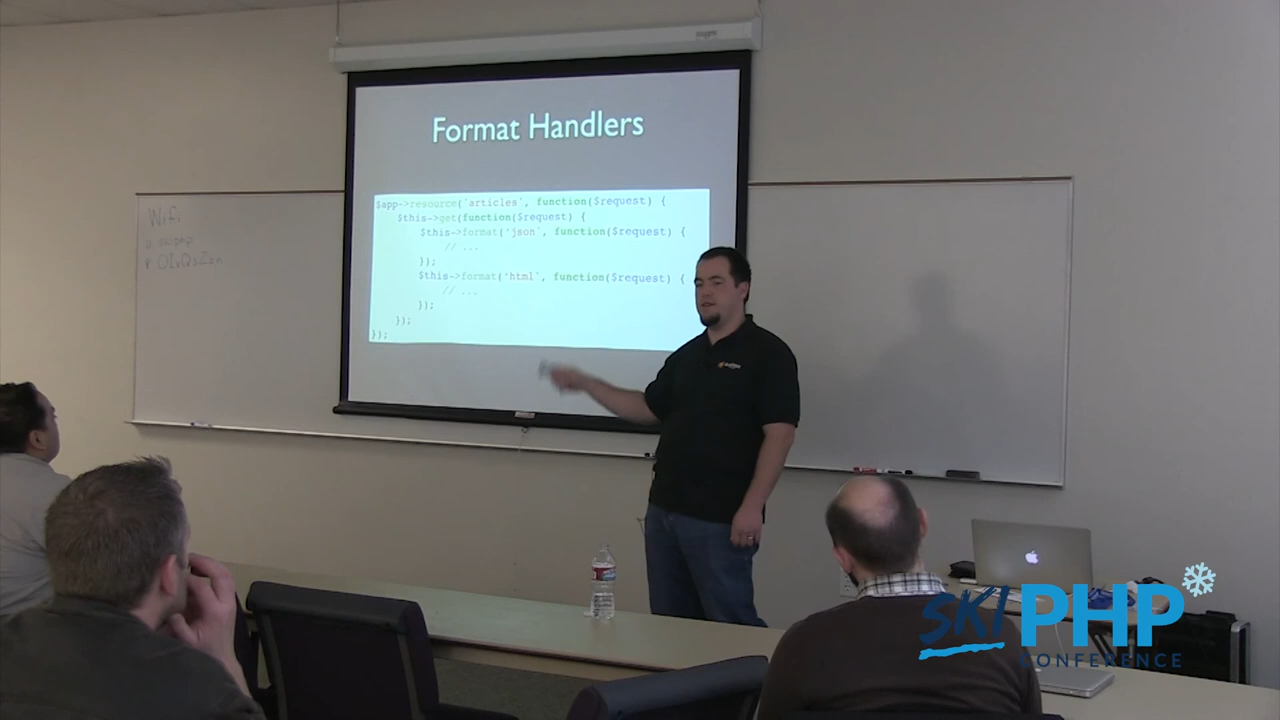 Format Handlers
$app->resource('articles', function($request) {
$this->get(function($request) {
$this->format('json', function($request) {
// ...
});
$this->format('html', function($request) {
// ...
});
});
});
Wifi
skiphp
SKI PHP
CONFERENCE